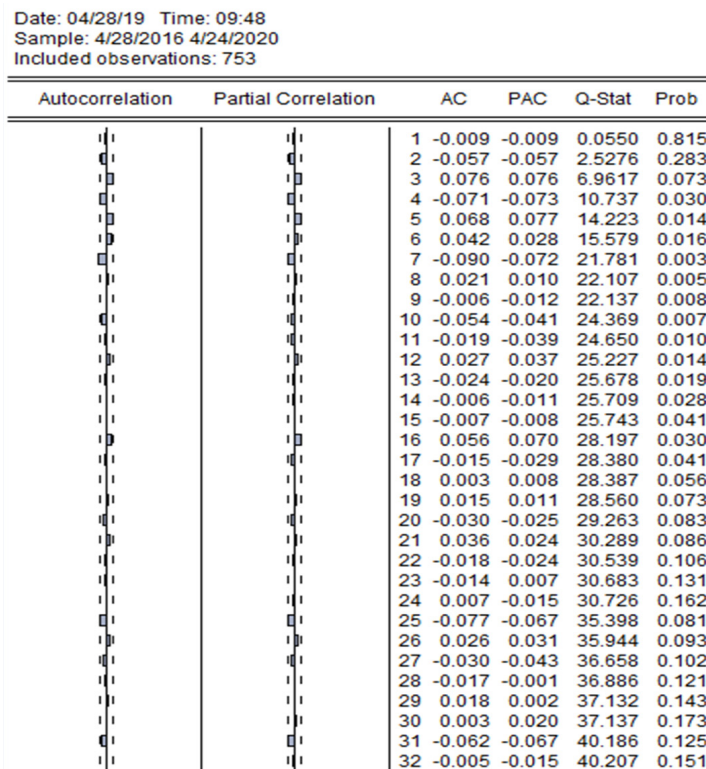 Date: 04/28/19 Time: 09:48
Sample: 4/28/2016 4/24/2020
Included observations: 753
Autocorrelation Partial Correlation AC PAC Q-Stat Prob
1 -0.009 -0.009 0.0550 0.815
2 -0.057 -0.057 2.5276 0.283
3 0.076 0.076 6.9617 0.073
4 -0.071 -0.073 10.737 0.030
5 0.068 0.077 14.223 0.014
6 0.042 0.028 15.579 0.016
7 -0.090 -0.072 21.781 0.003
8 0.021 0.010 22.107 0.005
9 -0.006 -0.012 22.137 0.008
10 -0.054 -0.041 24.369 0.007
11 -0.019 -0.039 24.650 0.010
12 0.027 0.037 25.227 0.014
13 -0.024 -0.020 25.678 0.019
14 -0.006 -0.011 25.709 0.028
15 -0.007 -0.008 25.743 0.041
16 0.056 0.070 28.197 0.030
17 -0.015 -0.029 28.380 0.041
18 0.003 0.008 28.387 0.056
19 0.015 0.011 28.560 0.073
20 -0.030 -0.025 29.263 0.083
21 0.036 0.024 30.289 0.086
22 -0.018 -0.024 30.539 0.106
23 -0.014 0.007 30.683 0.131
24 0.007 -0.015 30.726 0.162
25 -0.077 -0.067 35.398 0.081
26 0.026 0.031 35.944 0.093
27 -0.030 -0.043 36.658 0.102
28 -0.017 -0.001 36.886 0.121
29 0.018 0.002 37.132 0.143
30 0.003 0.020 37.137 0.173
31 -0.062 -0.067 40.186 0.125
32 -0.005 -0.015 40.207 0.151